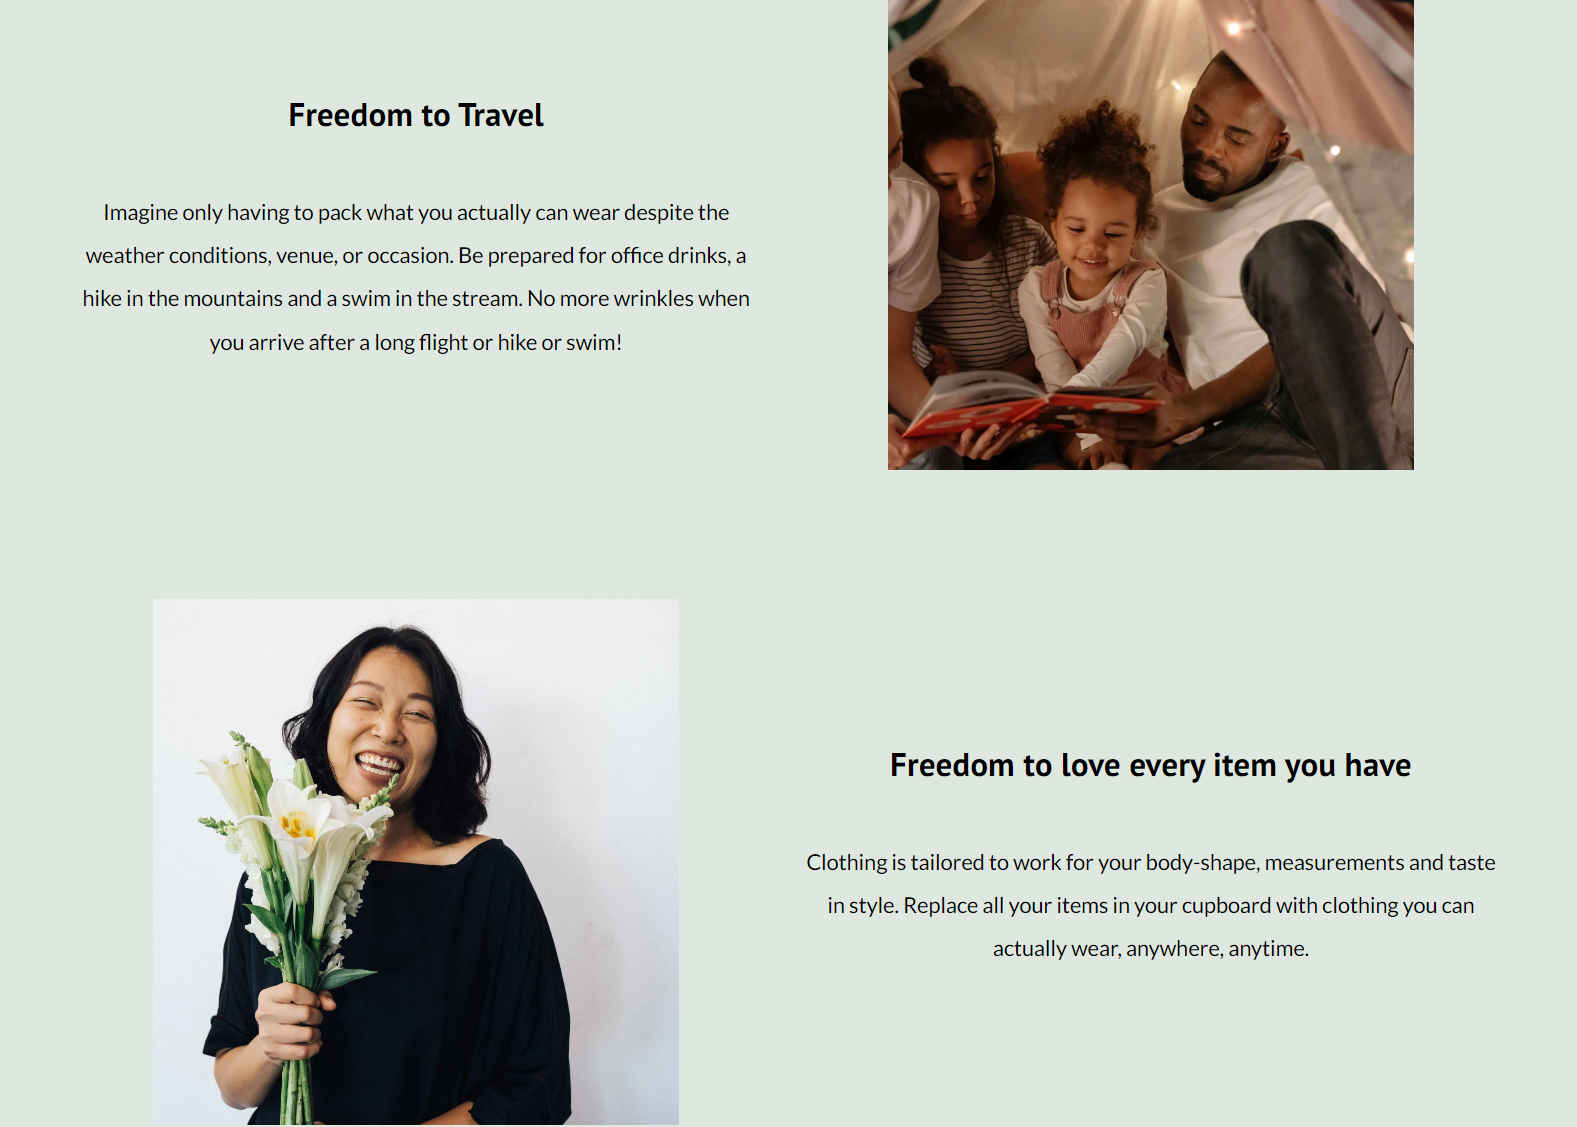 Freedom to Travel
Imagine only having to pack what you actually can wear despite the
weather conditions, venue, or occasion. Be prepared for office drinks, a
hike in the mountains and a swim in the stream. No more wrinkles when
you arrive after a long flight or hike or swim!
Freedom to love every item you have
Clothing is tailored to work for your body-shape, measurements and taste
in style. Replace all your items in your cupboard with clothing you can
actually wear, anywhere, anytime.